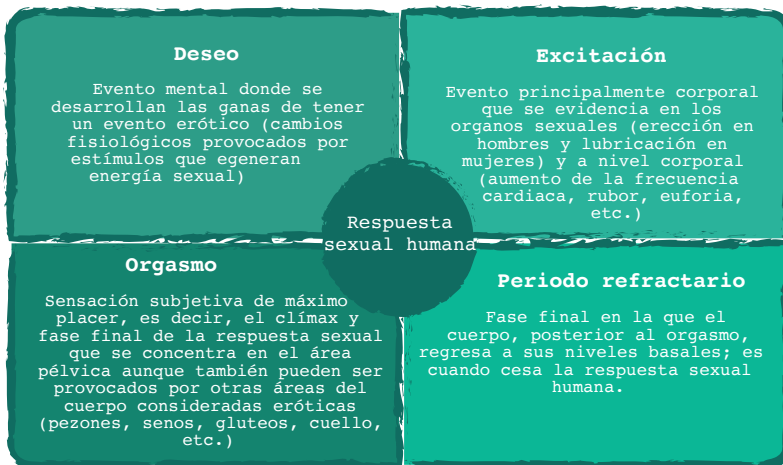 Deseo
Evento mental donde se
desarrollan las ganas de tener
un evento erótico (cambios
fisiológicos provocados por
estímulos que egeneran
energía sexual)
Excitación
Evento principalmente corporal
que se evidencia en los
organos sexuales (erección en
hombres y lubricación en
mujeres) y a nivel corporal
(aumento de la frecuencia
cardiaca, rubor, euforia,
etc.)
Respuesta
sexual humana
Orgasmo
Sensación subjetiva de máximo
placer, es decir, el clímax y
fase final de la respuesta sexual
que se concentra en el área
pélvica aunque también pueden ser
provocados por otras áreas del
cuerpo consideradas eróticas
(pezones, senos, gluteos, cuello,
etc.)
Periodo refractario
Fase final en la que el
cuerpo, posterior al orgasmo,
regresa a sus niveles basales; es
cuando cesa la respuesta sexual
humana.